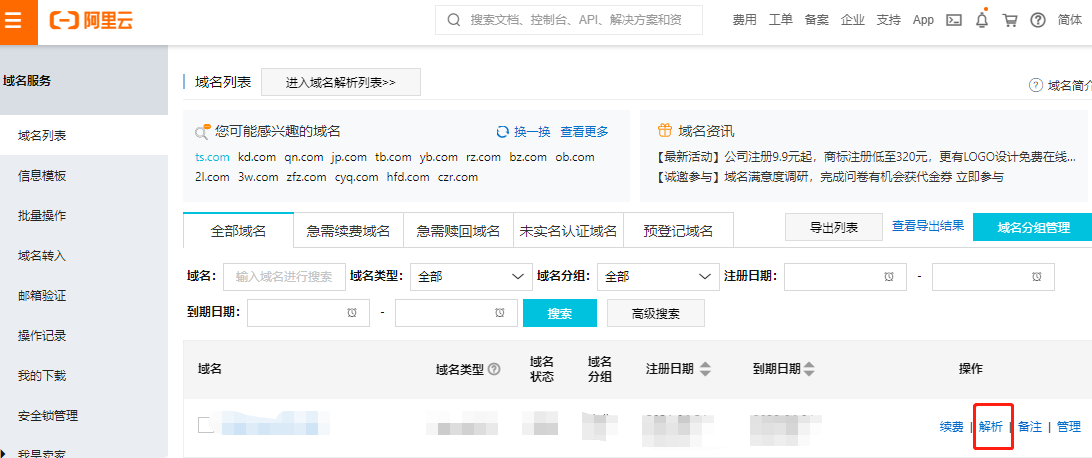 阿里云 搜索文档、控制台、API、解决方案和资 费用 工单 备案 企业 支持 App 简体
域名服务
域名列表
信息模板
批量操作
域名转入
邮箱验证
操作记录
我的下载
安全锁管理
我是卖家
域名列表 进入域名解析列表>> 域名简介
您可能感兴趣的域名 换一换 查看更多
ts.com kd.com qn.com jp.com tb.com yb.com rz.com bz.com ob.com
2l.com 3w.com zfz.com cyq.com hfd.com czr.com
域名资讯
【最新活动】公司注册9.9元起，商标注册低至320元，更有LOGO设计免费在线...
【诚邀参与】域名满意度调研，完成问卷有机会获代金券 立即参与
全部域名 急需续费域名 急需赎回域名 未实名认证域名 预登记域名 导出列表 查看导出结果 域名分组管理
域名： 输入域名进行搜索 域名类型： 全部 域名分组： 全部 注册日期： -
到期日期： - 搜索 高级搜索
域名 域名类型 域名状态 域名分组 注册日期 到期日期 操作
续费 | 解析 | 备注 | 管理